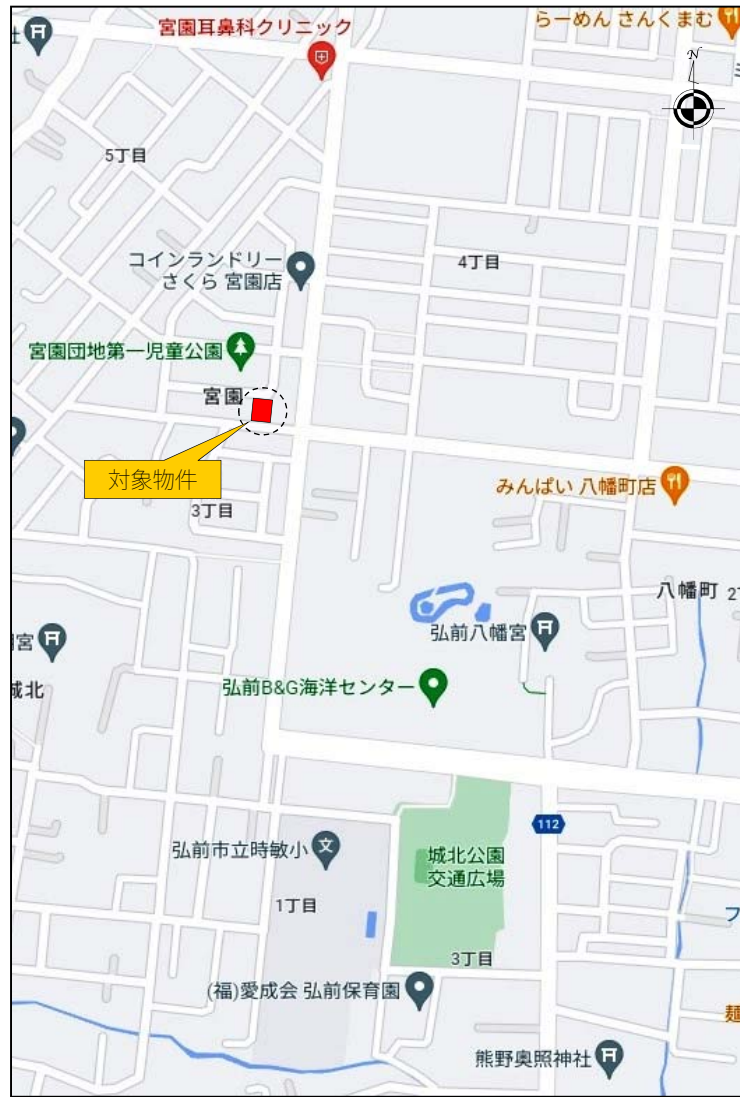 社
宮園耳鼻科クリニック
らーめん さんくまむ
N
5丁目
コインランドリー
さくら 宮園店
4丁目
宮園団地第一児童公園
宮園
対象物件
みんぱい 八幡町店
3丁目
八幡町
弘前八幡宮
宮
弘前B&G海洋センター
城北
112
弘前市立時敏小
城北公園
交通広場
1丁目
3丁目
(福)愛成会 弘前保育園
熊野奥照神社